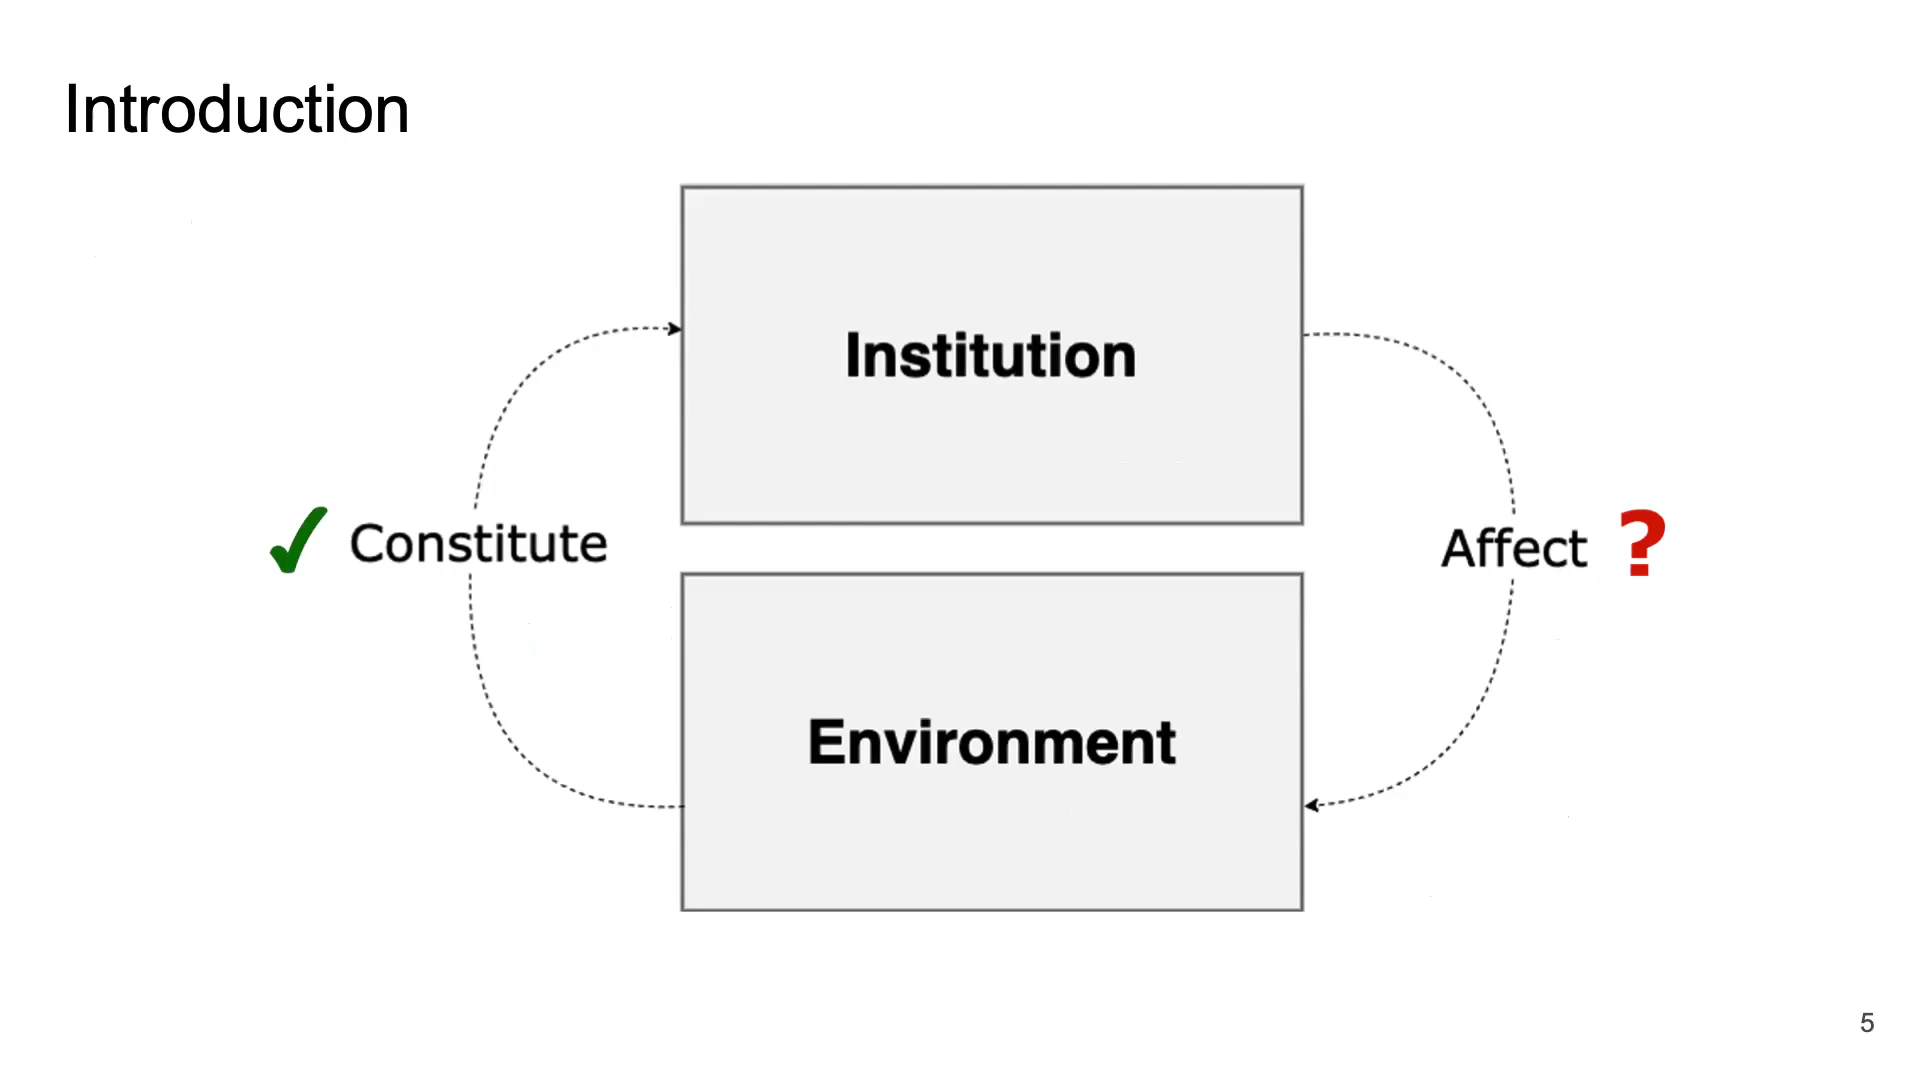 Introduction
Institution
✓ Constitute
Affect ?
Environment
5